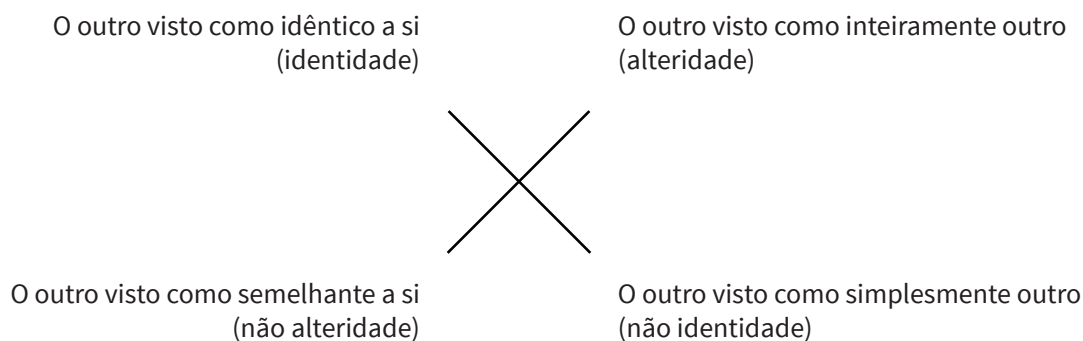 O outro visto como idêntico a si
(identidade)
O outro visto como inteiramente outro
(alteridade)
O outro visto como semelhante a si
(não alteridade)
O outro visto como simplesmente outro
(não identidade)